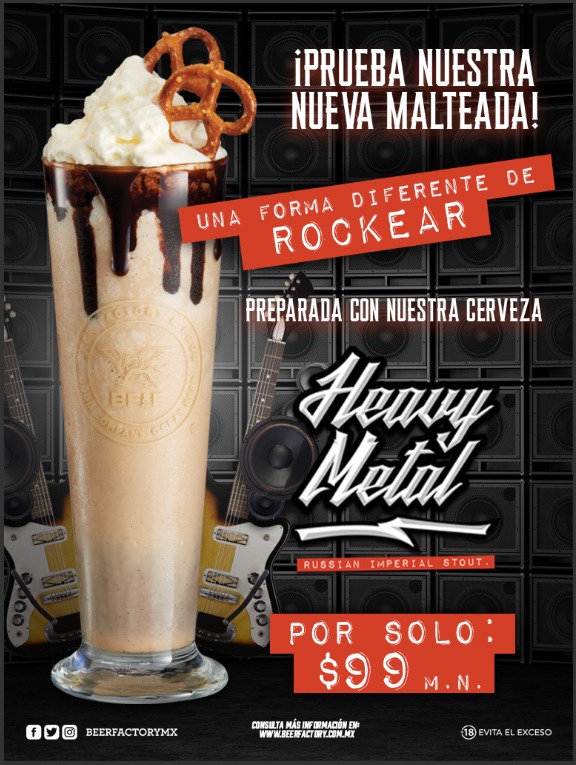 ¡PRUEBA NUESTRA
NUEVA MALTEADA!
UNA FORMA DIFERENTE DE
ROCKEAR
PREPARADA CON NUESTRA CERVEZA
Heavy
Metal
RUSSIAN IMPERIAL STOUT.
POR SOLO:
$99 M.N.
BEERFACTORYMX
CONSULTA MÁS INFORMACIÓN EN:
WWW.BEERFACTORY.COM.MX
-18 EVITA EL EXCESO